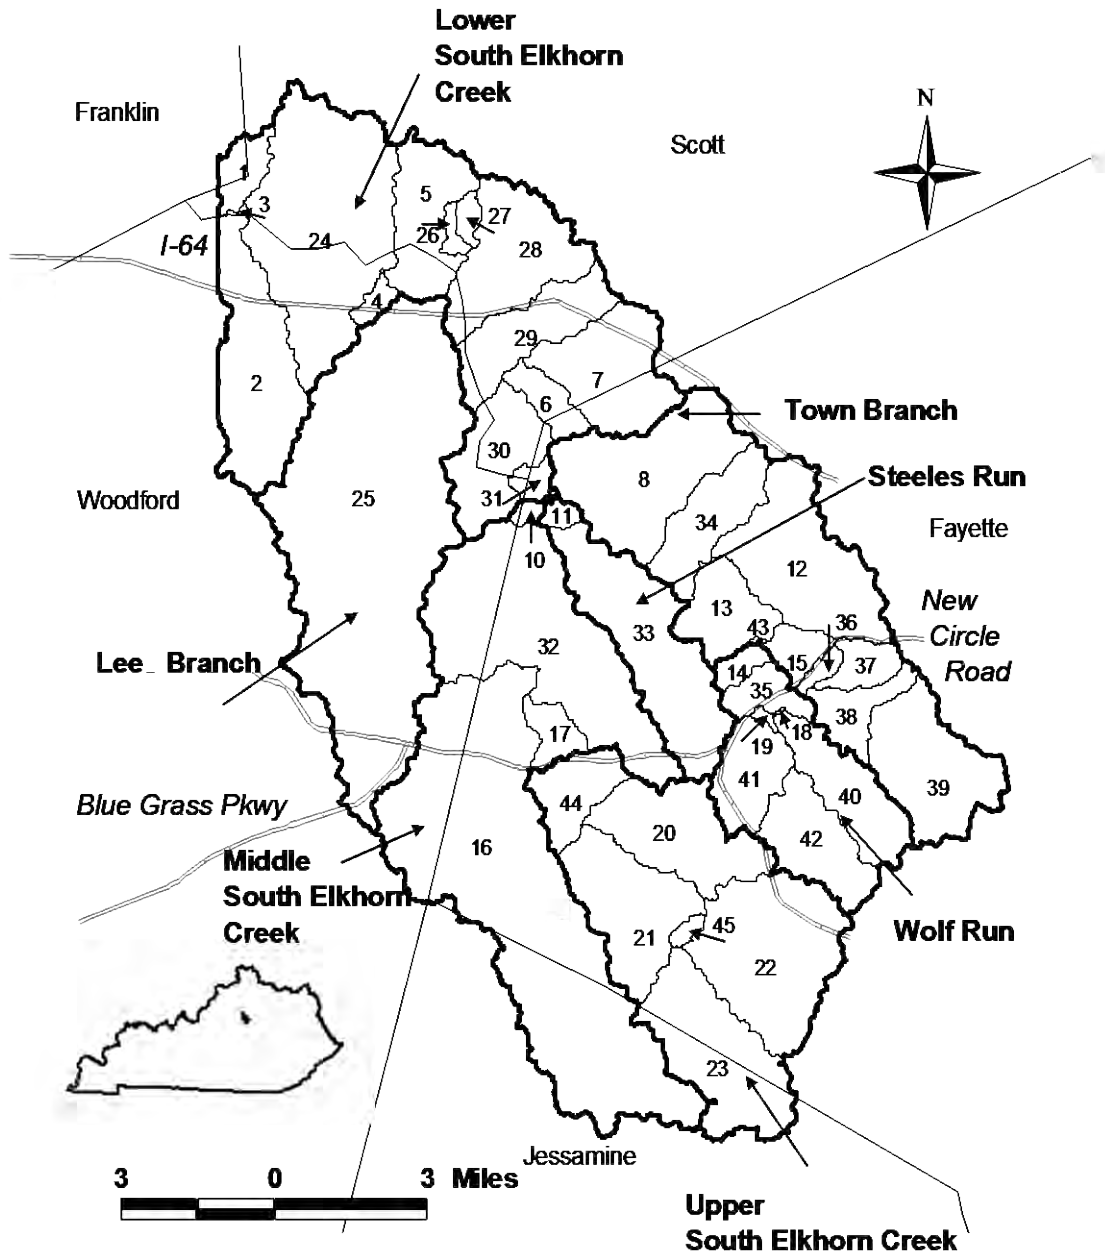 Lower
South Elkhorn
Creek
Franklin
Scott
N
1
5
3
27
26
I-64
24
28
4
29
2
7
6
Town Branch
30
8
Steeles Run
31
Woodford
25
11
34
Fayette
10
12
New
Circle
Road
13
36
43
33
32
Lee Branch
14
15
37
35
38
17
18
19
41
39
40
Blue Grass Pkwy
44
20
42
16
Middle
South Elkhorn
Creek
45
21
Wolf Run
22
23
Jessamine
3 0 3 Miles
Upper
South Elkhorn Creek